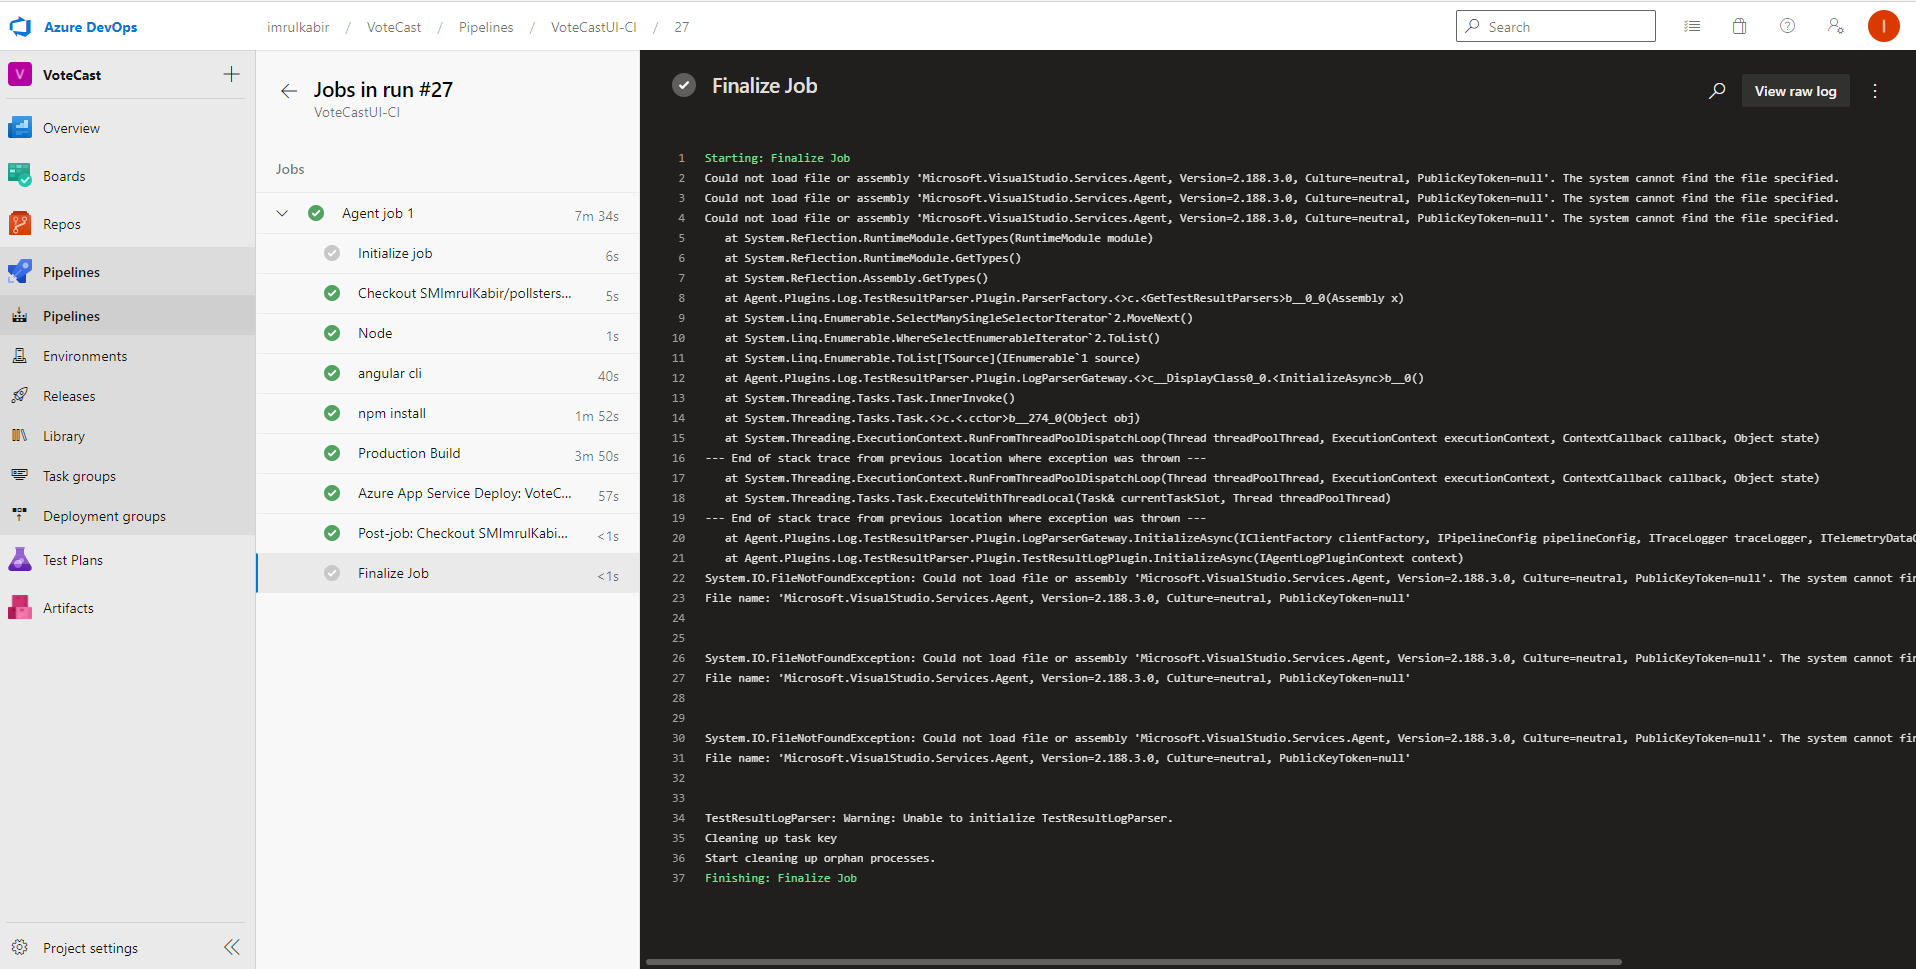 Azure DevOps
imrulkabir / VoteCast / Pipelines / VoteCastUI-CI / 27
Search
I
V VoteCast
Overview
Boards
Repos
Pipelines
Pipelines
Environments
Releases
Library
Task groups
Deployment groups
Test Plans
Artifacts
Project settings
Jobs in run #27
VoteCastUI-CI
Jobs
Agent job 1 7m 34s
Initialize job 6s
Checkout SMImrulKabir/pollsters... 5s
Node 1s
angular cli 40s
npm install 1m 52s
Production Build 3m 50s
Azure App Service Deploy: VoteC... 57s
Post-job: Checkout SMImrulKabi... <1s
Finalize Job <1s
Finalize Job
View raw log
1 Starting: Finalize Job
2 Could not load file or assembly 'Microsoft.VisualStudio.Services.Agent, Version=2.188.3.0, Culture=neutral, PublicKeyToken=null'. The system cannot find the file specified.
3 Could not load file or assembly 'Microsoft.VisualStudio.Services.Agent, Version=2.188.3.0, Culture=neutral, PublicKeyToken=null'. The system cannot find the file specified.
4 Could not load file or assembly 'Microsoft.VisualStudio.Services.Agent, Version=2.188.3.0, Culture=neutral, PublicKeyToken=null'. The system cannot find the file specified.
5 at System.Reflection.RuntimeModule.GetTypes(RuntimeModule module)
6 at System.Reflection.RuntimeModule.GetTypes()
7 at System.Reflection.Assembly.GetTypes()
8 at Agent.Plugins.Log.TestResultParser.Plugin.ParserFactory.<>c.<GetTestResultParsers>b__0_0(Assembly x)
9 at System.Linq.Enumerable.SelectManySingleSelectorIterator`2.MoveNext()
10 at System.Linq.Enumerable.WhereSelectEnumerableIterator`2.ToList()
11 at System.Linq.Enumerable.ToList[TSource](IEnumerable`1 source)
12 at Agent.Plugins.Log.TestResultParser.Plugin.LogParserGateway.<>c__DisplayClass0_0.<InitializeAsync>b__0()
13 at System.Threading.Tasks.Task.InnerInvoke()
14 at System.Threading.Tasks.Task.<>c.<.cctor>b__274_0(Object obj)
15 at System.Threading.ExecutionContext.RunFromThreadPoolDispatchLoop(Thread threadPoolThread, ExecutionContext executionContext, ContextCallback callback, Object state)
16 --- End of stack trace from previous location where exception was thrown ---
17 at System.Threading.ExecutionContext.RunFromThreadPoolDispatchLoop(Thread threadPoolThread, ExecutionContext executionContext, ContextCallback callback, Object state)
18 at System.Threading.Tasks.Task.ExecuteWithThreadLocal(Task& currentTaskSlot, Thread threadPoolThread)
19 --- End of stack trace from previous location where exception was thrown ---
20 at Agent.Plugins.Log.TestResultParser.Plugin.LogParserGateway.InitializeAsync(IClientFactory clientFactory, IPipelineConfig pipelineConfig, ITraceLogger traceLogger, ITelemetryDataC
21 at Agent.Plugins.Log.TestResultParser.Plugin.TestResultLogPlugin.InitializeAsync(IAgentLogPluginContext context)
22 System.IO.FileNotFoundException: Could not load file or assembly 'Microsoft.VisualStudio.Services.Agent, Version=2.188.3.0, Culture=neutral, PublicKeyToken=null'. The system cannot fin
23 File name: 'Microsoft.VisualStudio.Services.Agent, Version=2.188.3.0, Culture=neutral, PublicKeyToken=null'
24
25
26 System.IO.FileNotFoundException: Could not load file or assembly 'Microsoft.VisualStudio.Services.Agent, Version=2.188.3.0, Culture=neutral, PublicKeyToken=null'. The system cannot fin
27 File name: 'Microsoft.VisualStudio.Services.Agent, Version=2.188.3.0, Culture=neutral, PublicKeyToken=null'
28
29
30 System.IO.FileNotFoundException: Could not load file or assembly 'Microsoft.VisualStudio.Services.Agent, Version=2.188.3.0, Culture=neutral, PublicKeyToken=null'. The system cannot fin
31 File name: 'Microsoft.VisualStudio.Services.Agent, Version=2.188.3.0, Culture=neutral, PublicKeyToken=null'
32
33
34 TestResultLogParser: Warning: Unable to initialize TestResultLogParser.
35 Cleaning up task key
36 Start cleaning up orphan processes.
37 Finishing: Finalize Job